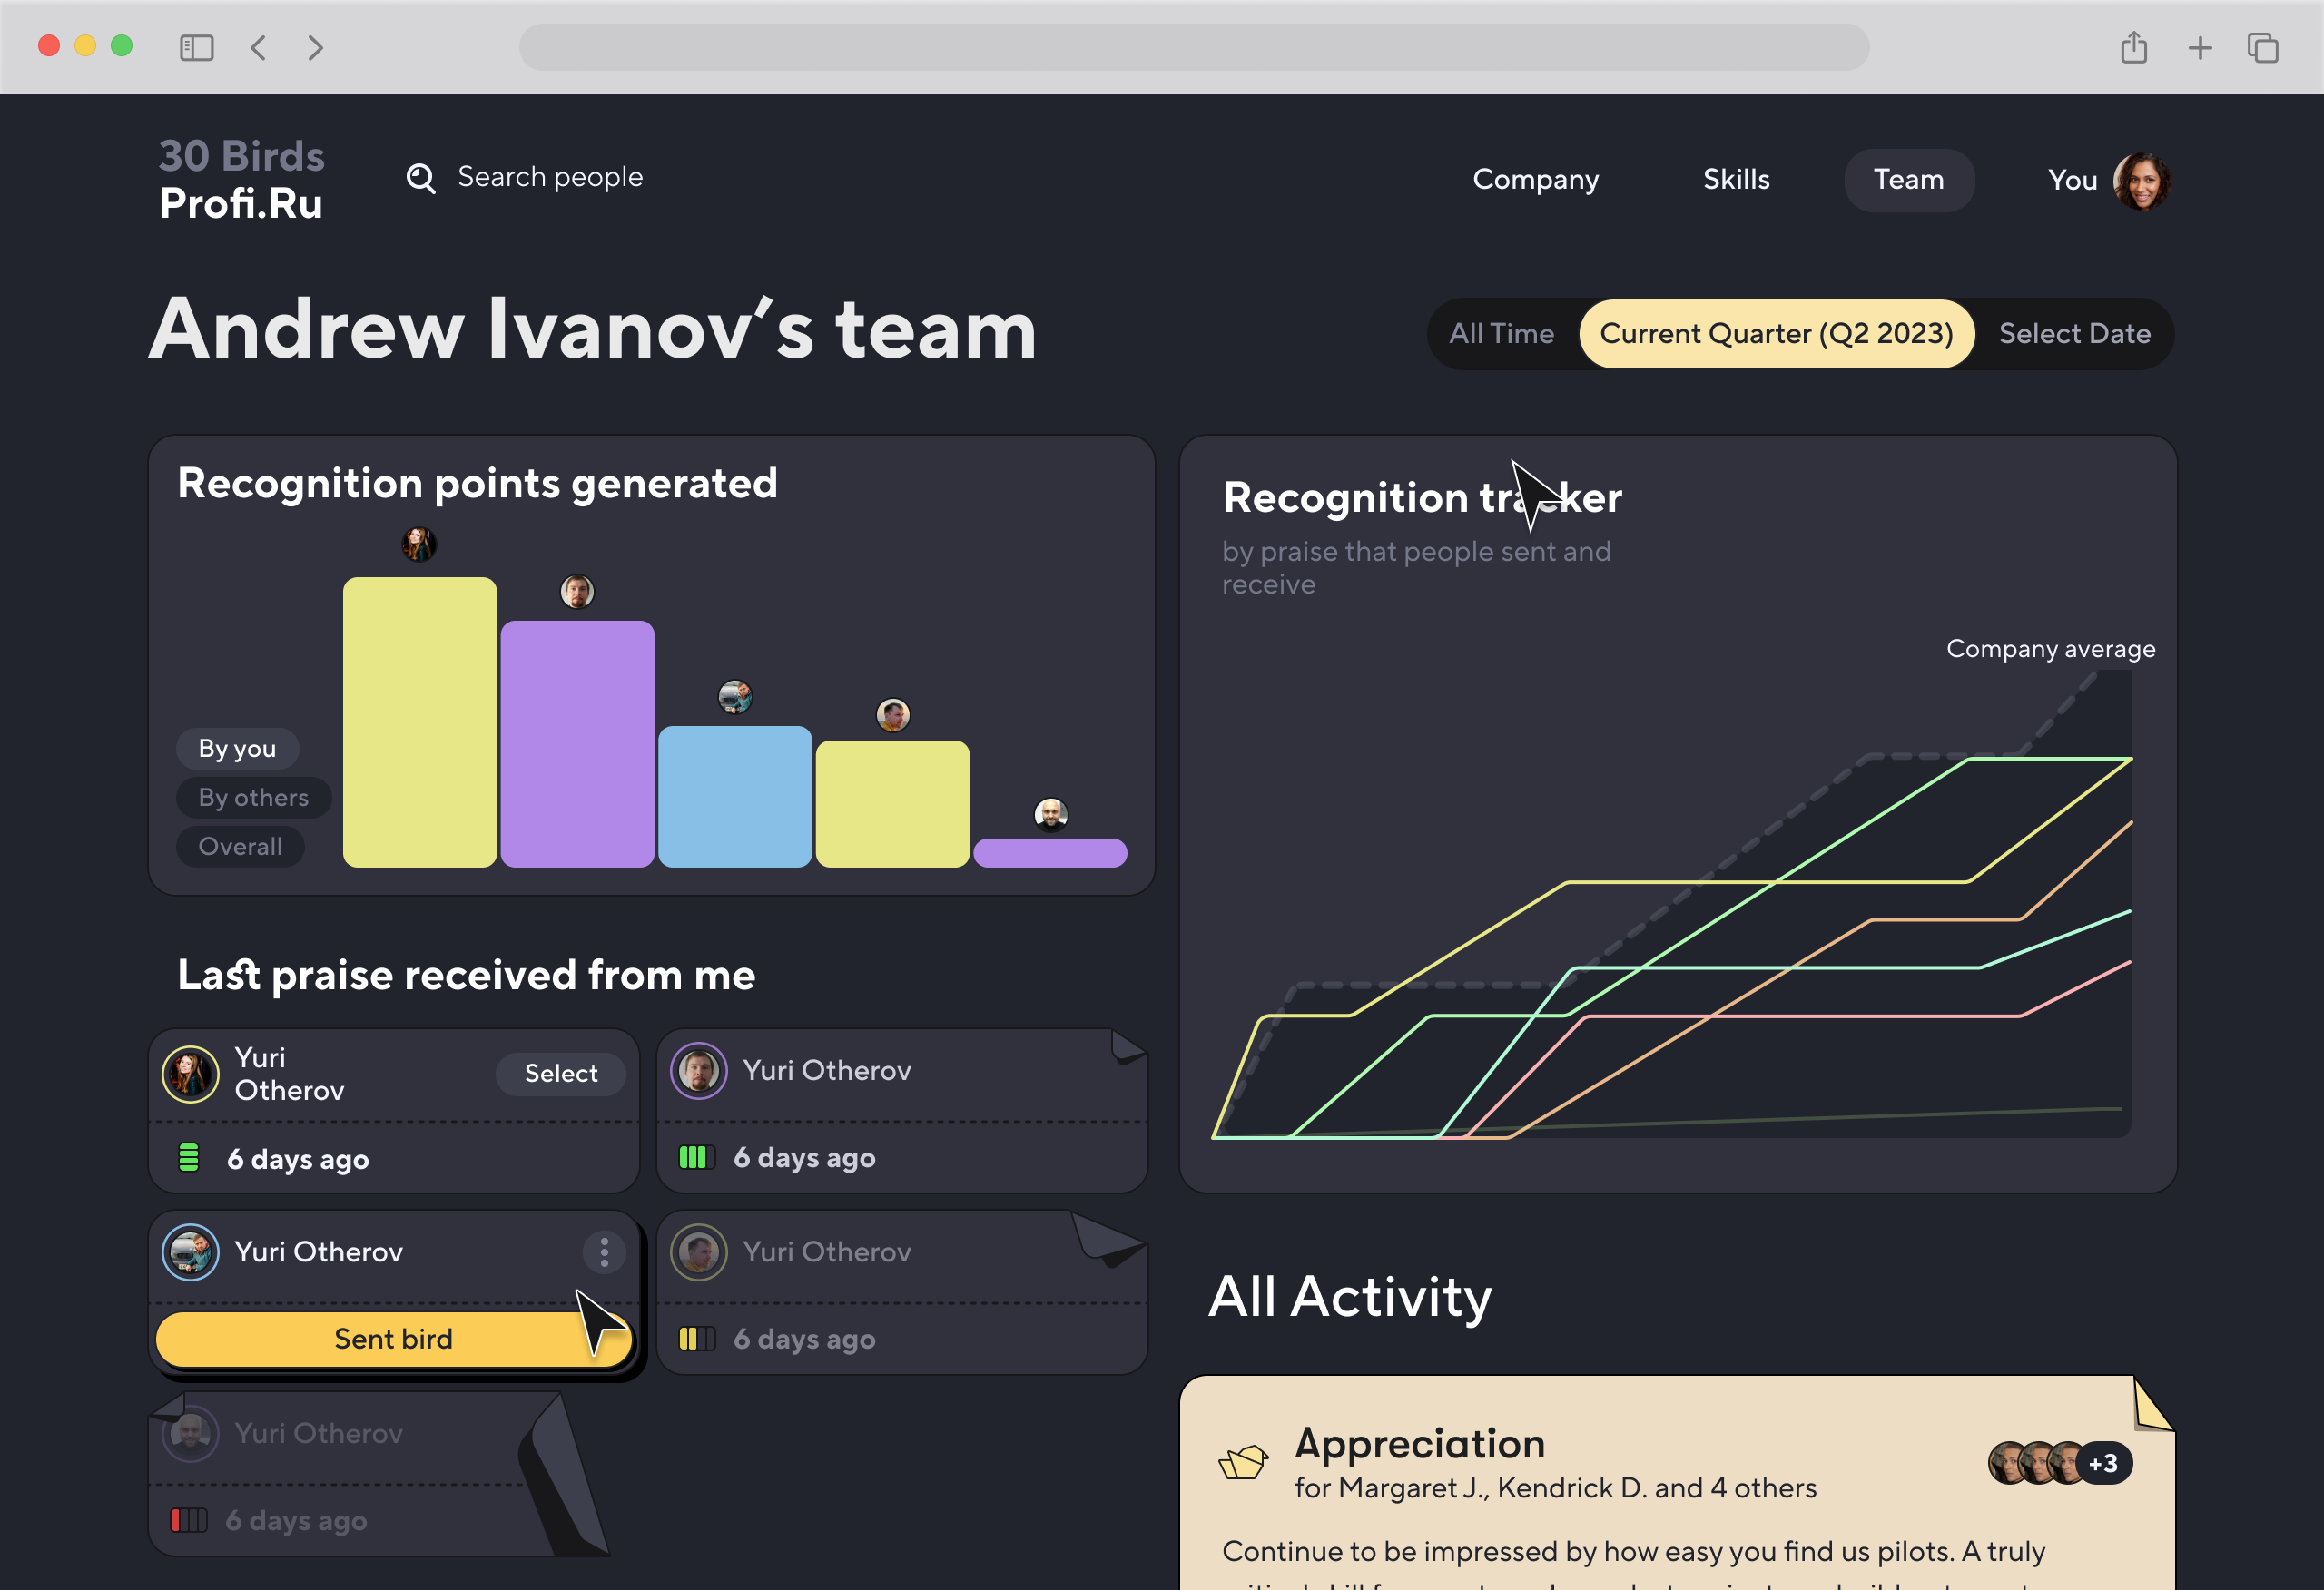 30 Birds
Profi.Ru
Search people
Company
Skills
Team
You
Andrew Ivanov’s team
All Time
Current Quarter (Q2 2023)
Select Date
Recognition points generated
By you
By others
Overall
Recognition tracker
by praise that people sent and
receive
Company average
Last praise received from me
Yuri
Otherov
Select
6 days ago
Yuri Otherov
6 days ago
Yuri Otherov
Sent bird
Yuri Otherov
6 days ago
Yuri Otherov
6 days ago
All Activity
Appreciation
for Margaret J., Kendrick D. and 4 others
+3
Continue to be impressed by how easy you find us pilots. A truly